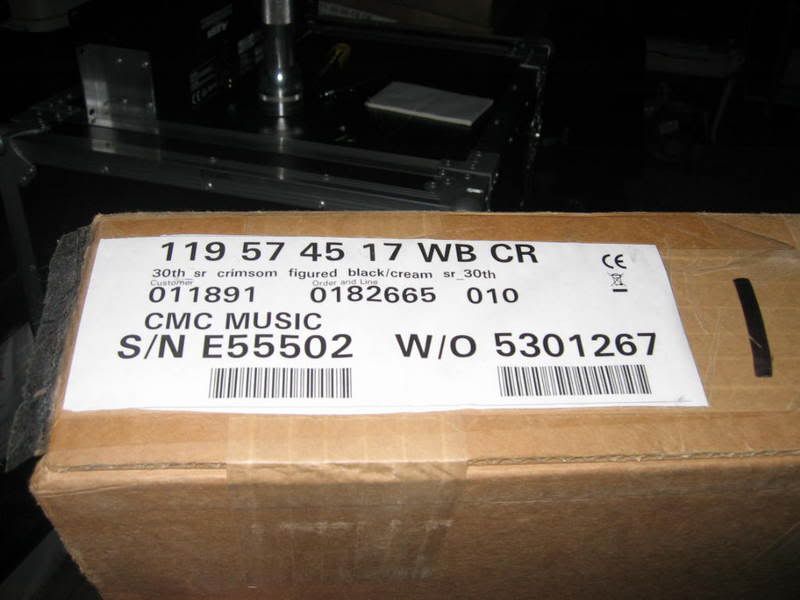 119 57 45 17 WB CR
30th_sr crimsom figured black/cream sr_30th
Customer Order and Line
011891 0182665 010
CMC MUSIC
S/N E55502 W/O 5301267
CE